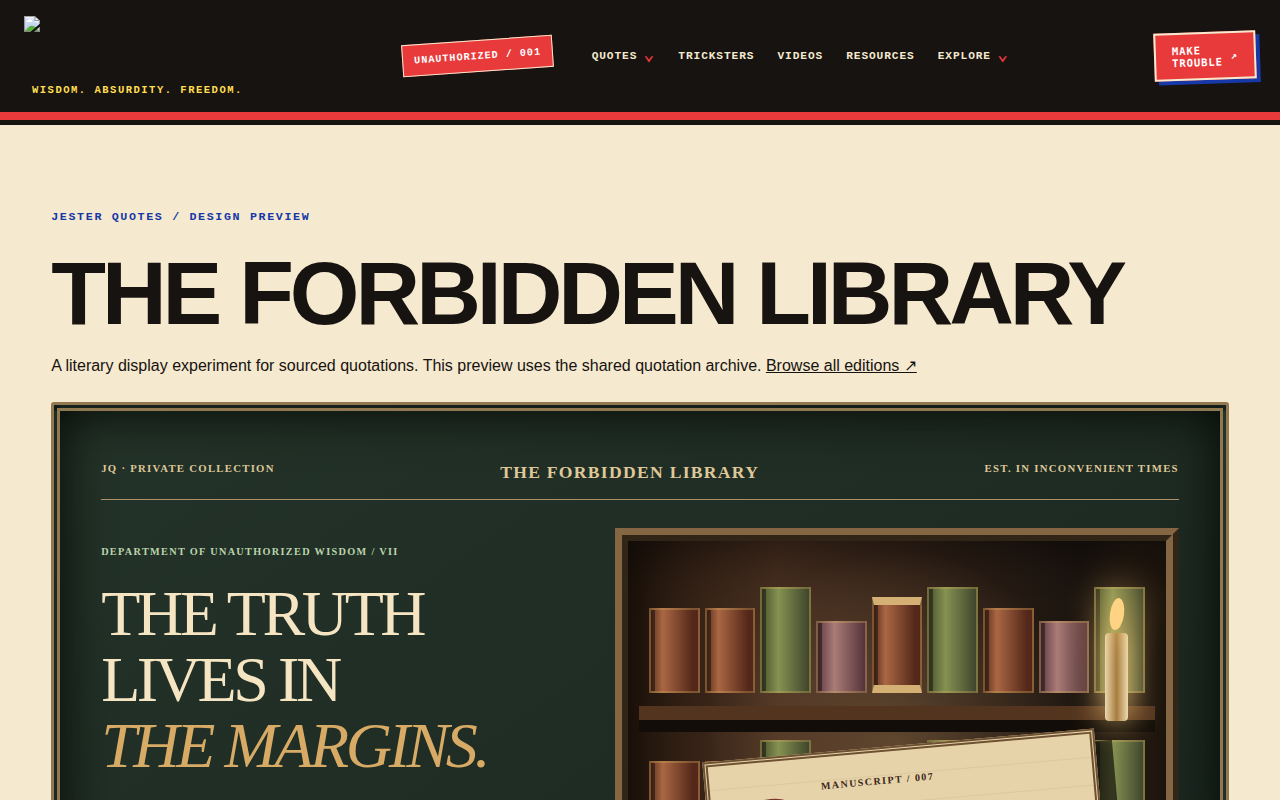 WISDOM. ABSURDITY. FREEDOM.
UNAUTHORIZED / 001
QUOTES
TRICKSTERS
VIDEOS
RESOURCES
EXPLORE
MAKE
TROUBLE ↗
JESTER QUOTES / DESIGN PREVIEW
THE FORBIDDEN LIBRARY
A literary display experiment for sourced quotations. This preview uses the shared quotation archive. Browse all editions ↗
JQ · PRIVATE COLLECTION
THE FORBIDDEN LIBRARY
EST. IN INCONVENIENT TIMES
DEPARTMENT OF UNAUTHORIZED WISDOM / VII
THE TRUTH
LIVES IN
THE MARGINS.
MANUSCRIPT / 007